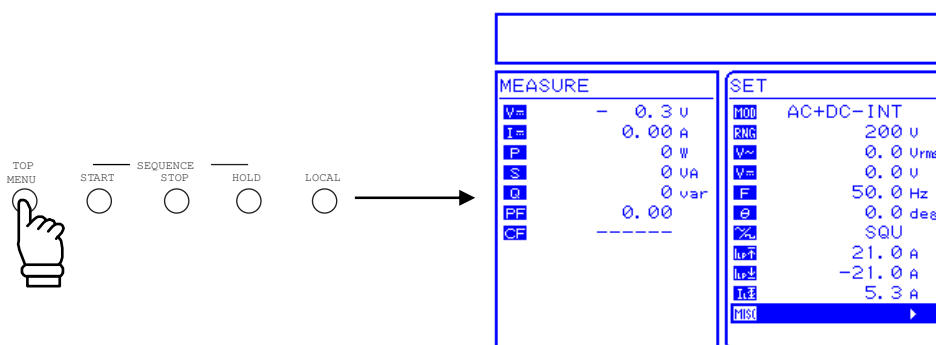 TOP
MENU
SEQUENCE
START
STOP
HOLD
LOCAL
MEASURE
V= - 0.3 V
I= 0.00 A
P 0 W
S 0 VA
Q 0 var
PF 0.00
CF ------
SET
MOD AC+DC-INT
RNG 200 V
V~ 0.0 Vrms
V= 0.0 V
F 50.0 Hz
θ 0.0 deg
SQU
21.0 A
-21.0 A
5.3 A
MISC